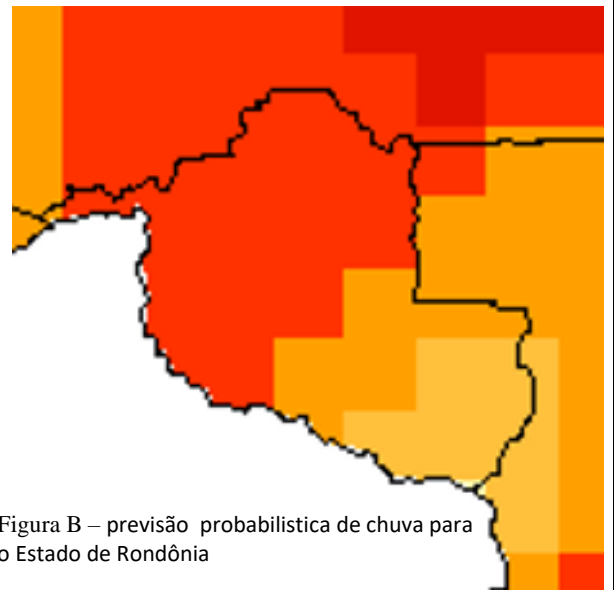 Figura B – previsão probabilistica de chuva para
o Estado de Rondônia